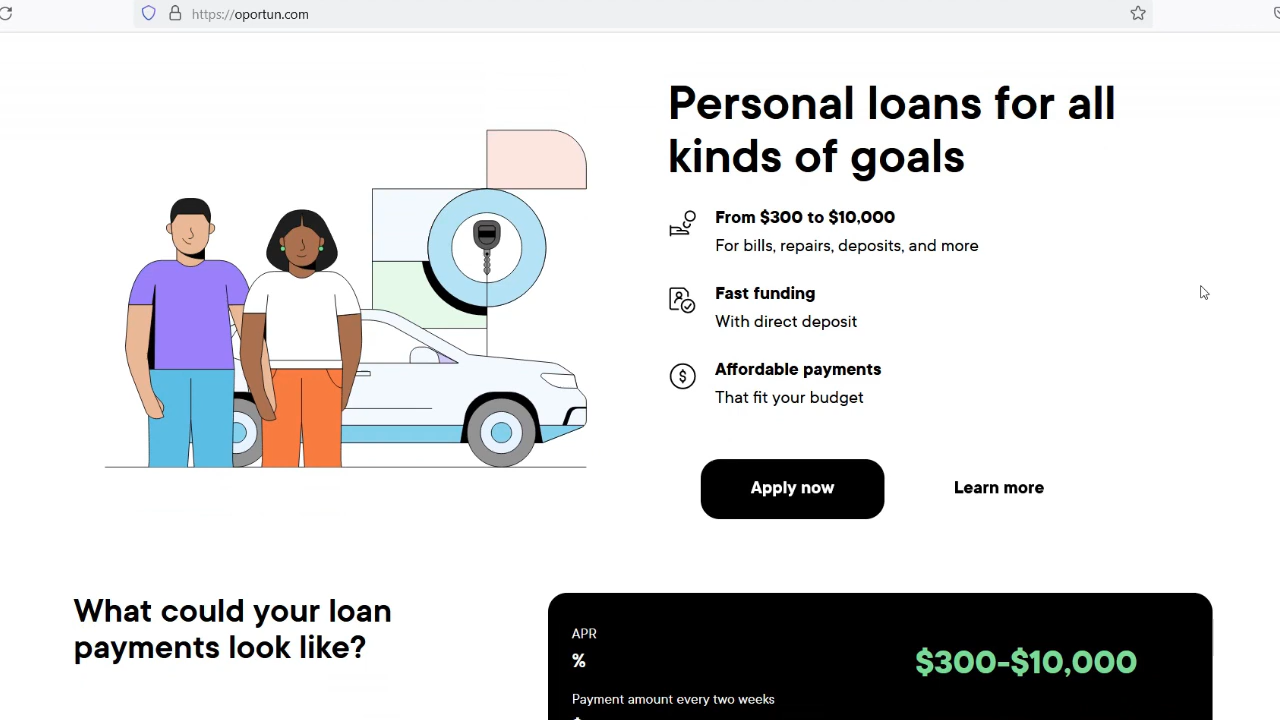 https://oportun.com
Personal loans for all
kinds of goals
From $300 to $10,000
For bills, repairs, deposits, and more
Fast funding
With direct deposit
Affordable payments
That fit your budget
Apply now
Learn more
What could your loan
payments look like?
APR
%
$300-$10,000
Payment amount every two weeks